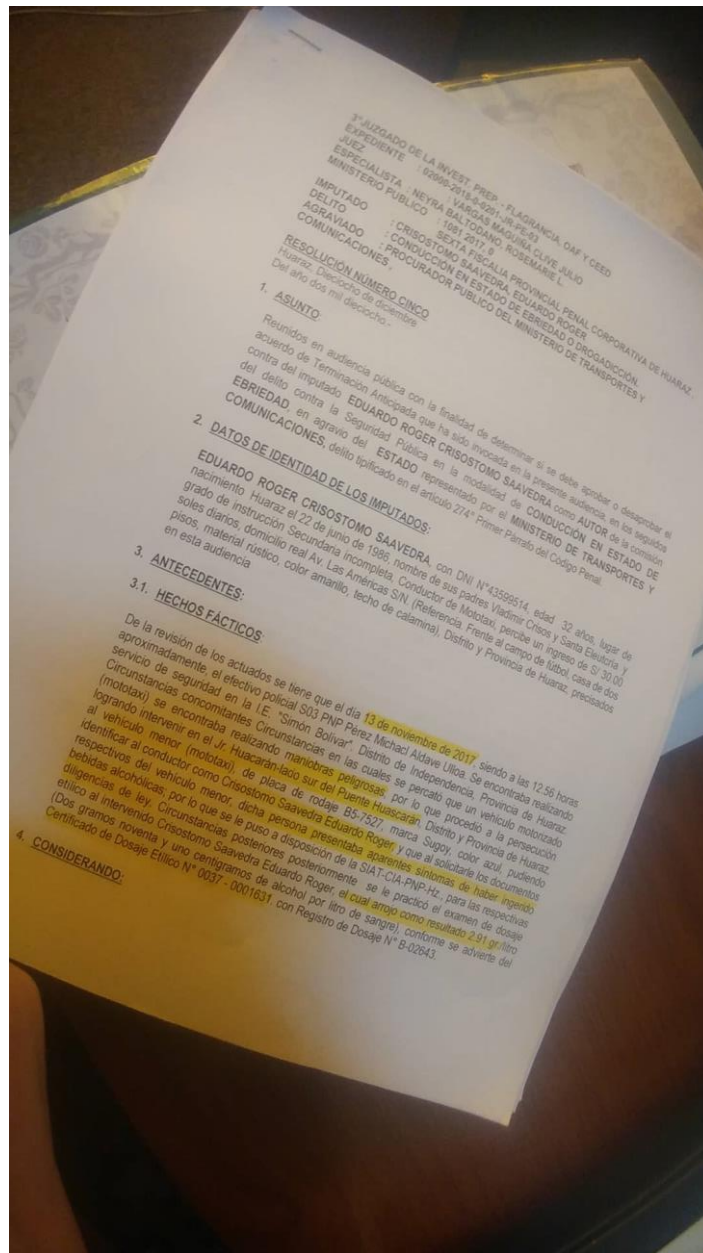 3° JUZGADO DE LA INVEST. PREP. - FLAGRANCIA, OAF Y CEED
EXPEDIENTE : 02090-2018-0-0201-JR-PE-03
JUEZ : VARGAS MAGUIÑA CLIVE JULIO
ESPECIALISTA : NEYRA BALTODANO, ROSEMARIE L.
MINISTERIO PUBLICO : 1081 2017, 0
SEXTA FISCALIA PROVINCIAL PENAL CORPORATIVA DE HUARAZ,
IMPUTADO : CRISOSTOMO SAAVEDRA, EDUARDO ROGER
DELITO : CONDUCCIÓN EN ESTADO DE EBRIEDAD O DROGADICCIÓN.
AGRAVIADO : PROCURADOR PUBLICO DEL MINISTERIO DE TRANSPORTES Y
COMUNICACIONES.,
RESOLUCIÓN NÚMERO CINCO
Huaraz, Dieciocho de diciembre
Del año dos mil dieciocho.-
1. ASUNTO:
Reunidos en audiencia pública con la finalidad de determinar si se debe aprobar o desaprobar el
acuerdo de Terminación Anticipada que ha sido invocada en la presente audiencia, en los seguidos
contra del imputado EDUARDO ROGER CRISOSTOMO SAAVEDRA como AUTOR de la comisión
del delito contra la Seguridad Pública en la modalidad de CONDUCCIÓN EN ESTADO DE
EBRIEDAD, en agravio del ESTADO representado por el MINISTERIO DE TRANSPORTES Y
COMUNICACIONES, delito tipificado en el artículo 274° Primer Párrafo del Codigo Penal.
2. DATOS DE IDENTIDAD DE LOS IMPUTADOS:
EDUARDO ROGER CRISOSTOMO SAAVEDRA, con DNI N°43599514, edad 32 años, lugar de
nacimiento Huaraz el 22 de junio de 1986, nombre de sus padres Vladimir Crisos y Santa Eleuteria y
grado de instrucción Secundaria incompleta, Conductor de Mototaxi, percibe un ingreso de S/ 30.00
soles diarios, domicilio real Av. Las Américas S/N, (Referencia. Frente al campo de fútbol, casa de dos
pisos, material rústico, color amarillo, techo de calamina), Distrito y Provincia de Huaraz, precisados
en esta audiencia
3. ANTECEDENTES:
3.1. HECHOS FÁCTICOS:
De la revisión de los actuados se tiene que el día 13 de noviembre de 2017, siendo a las 12:56 horas
aproximadamente, el efectivo policial S03 PNP Pérez Michael Aldave Ulloa. Se encontraba realizando
servicio de seguridad en la I.E. "Simón Bolívar". Distrito de Independencia, Provincia de Huaraz.
Circunstancias concomitantes Circunstancias en las cuales se percató que un vehículo motorizado
(mototaxi) se encontraba realizando maniobras peligrosas, por lo que procedió a la persecución
logrando intervenir en el Jr. Huacarán-lado sur del Puente Huascaran, Distrito y Provincia de Huaraz,
al vehículo menor (mototaxi), de placa de rodaje B5-7527, marca Sugoy, color azul, pudiendo
identificar al conductor como Crisostomo Saavedra Eduardo Roger, y que al solicitarle los documentos
respectivos del vehículo menor, dicha persona presentaba aparentes síntomas de haber ingerido
bebidas alcohólicas; por lo que se le puso a disposición de la SIAT-CIA-PNP-Hz., para las respectivas
diligencias de ley. Circunstancias posteriores posteriormente se le practicó el examen de dosaje
etílico al intervenido Crisostomo Saavedra Eduardo Roger, el cual arrojo como resultado 2.91 gr/litro
(Dos gramos noventa y uno centigramos de alcohol por litro de sangre), conforme se advierte del
Certificado de Dosaje Etílico N° 0037 - 0001631, con Registro de Dosaje N° B-02643.
4. CONSIDERANDO: